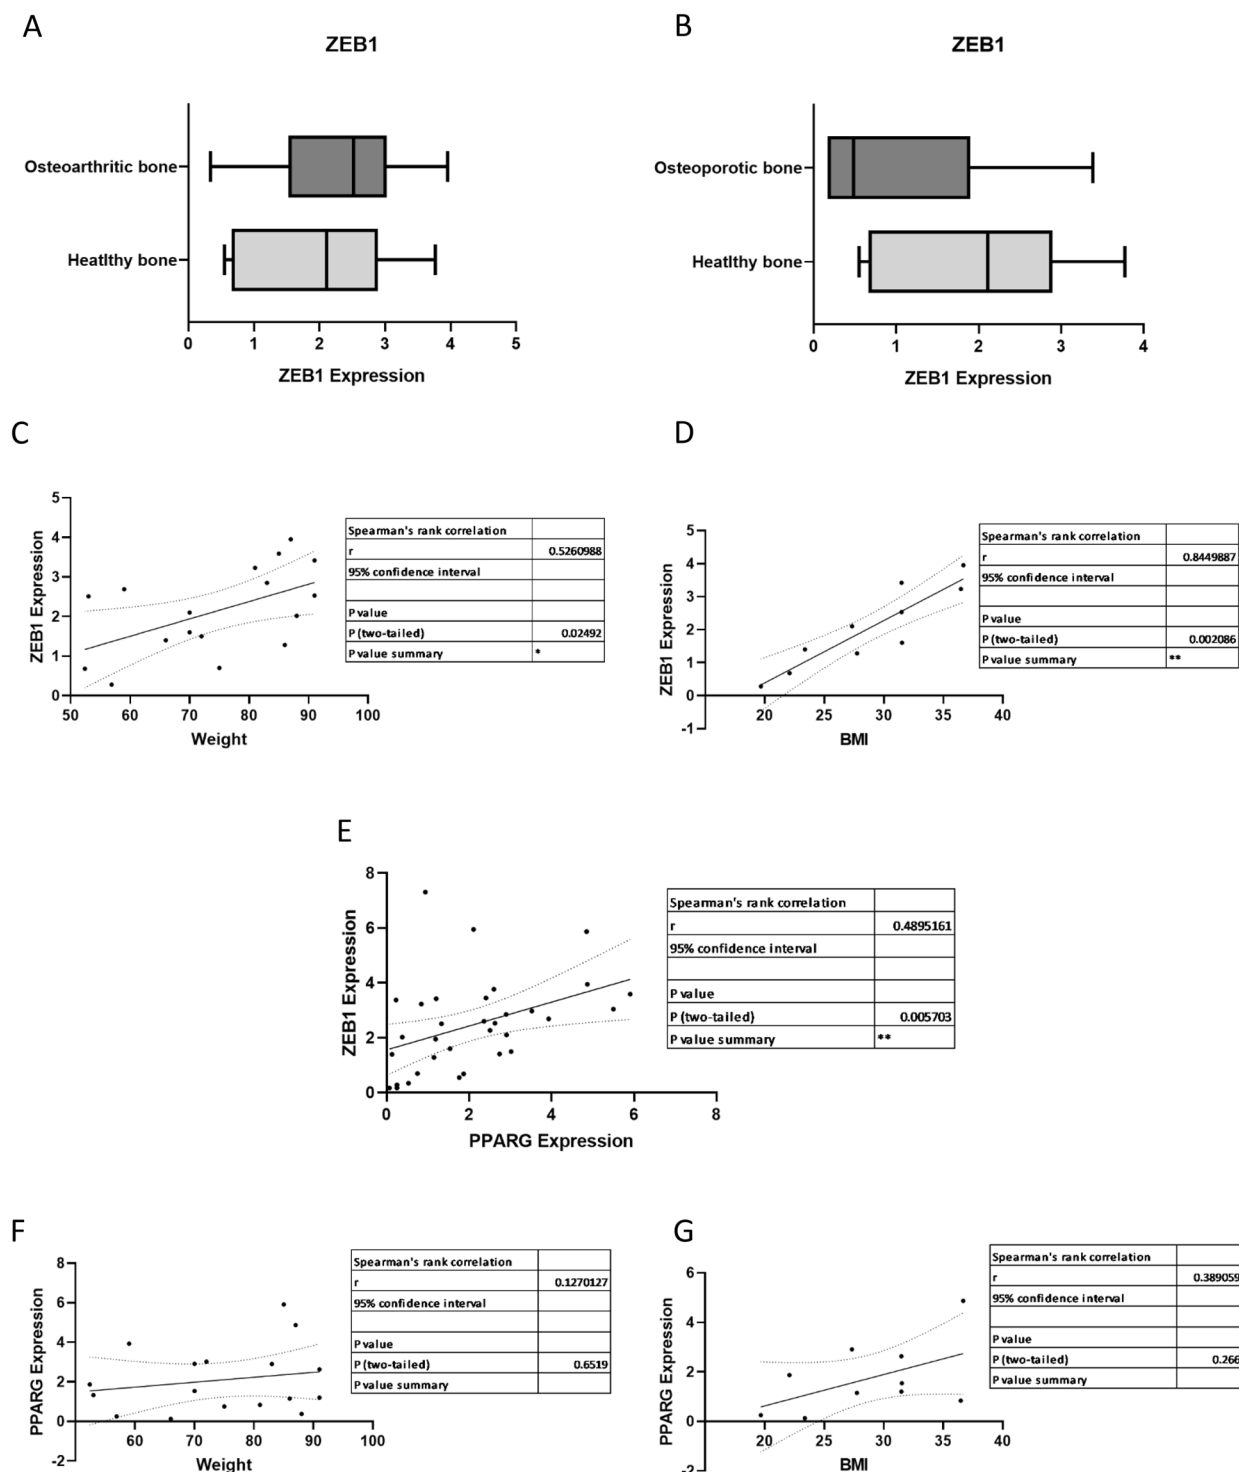 A
ZEB1
Osteoarthritic bone
Heatlthy bone
0 1 2 3 4 5
ZEB1 Expression
B
ZEB1
Osteoporotic bone
Heatlthy bone
0 1 2 3 4
ZEB1 Expression
C
ZEB1 Expression
5
4
3
2
1
0
50 60 70 80 90 100
Weight
Spearman's rank correlation
r 0.5260988
95% confidence interval
P value
P (two-tailed) 0.02492
P value summary *
D
ZEB1 Expression
5
4
3
2
1
0
-1
20 25 30 35 40
BMI
Spearman's rank correlation
r 0.8449887
95% confidence interval
P value
P (two-tailed) 0.002086
P value summary **
E
ZEB1 Expression
8
6
4
2
0
0 2 4 6 8
PPARG Expression
Spearman's rank correlation
r 0.4895161
95% confidence interval
P value
P (two-tailed) 0.005703
P value summary **
F
PPARG Expression
8
6
4
2
0
-2
60 70 80 90 100
Weight
Spearman's rank correlation
r 0.1270127
95% confidence interval
P value
P (two-tailed) 0.6519
P value summary
G
PPARG Expression
6
4
2
0
-2
20 25 30 35 40
BMI
Spearman's rank correlation
r 0.389059
95% confidence interval
P value
P (two-tailed) 0.266
P value summary